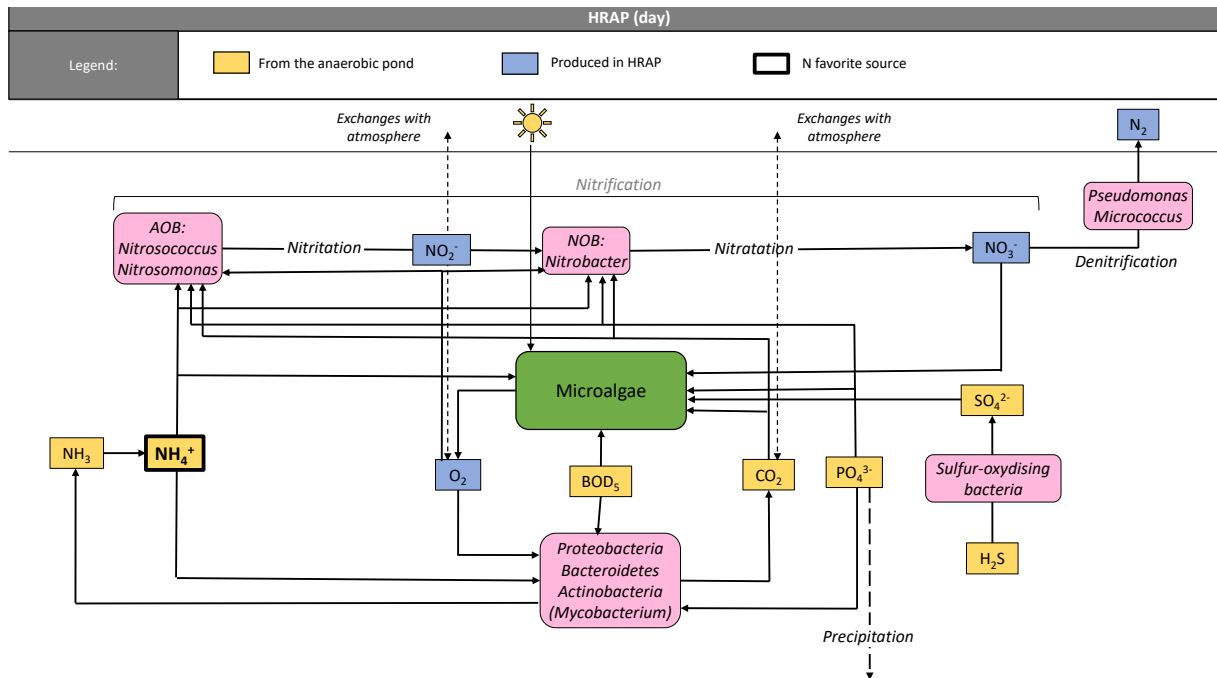 HRAP (day)
Legend:
From the anaerobic pond
Produced in HRAP
N favorite source
Exchanges with
atmosphere
Exchanges with
atmosphere
N₂
Nitrification
Pseudomonas
Micrococcus
AOB:
Nitrosococcus
Nitrosomonas
Nitritation
NO₂⁻
NOB:
Nitrobacter
Nitratation
NO₃⁻
Denitrification
Microalgae
SO₄²⁻
NH₃
NH₄⁺
O₂
BOD₅
CO₂
PO₄³⁻
Sulfur-oxydising
bacteria
Proteobacteria
Bacteroidetes
Actinobacteria
(Mycobacterium)
H₂S
Precipitation